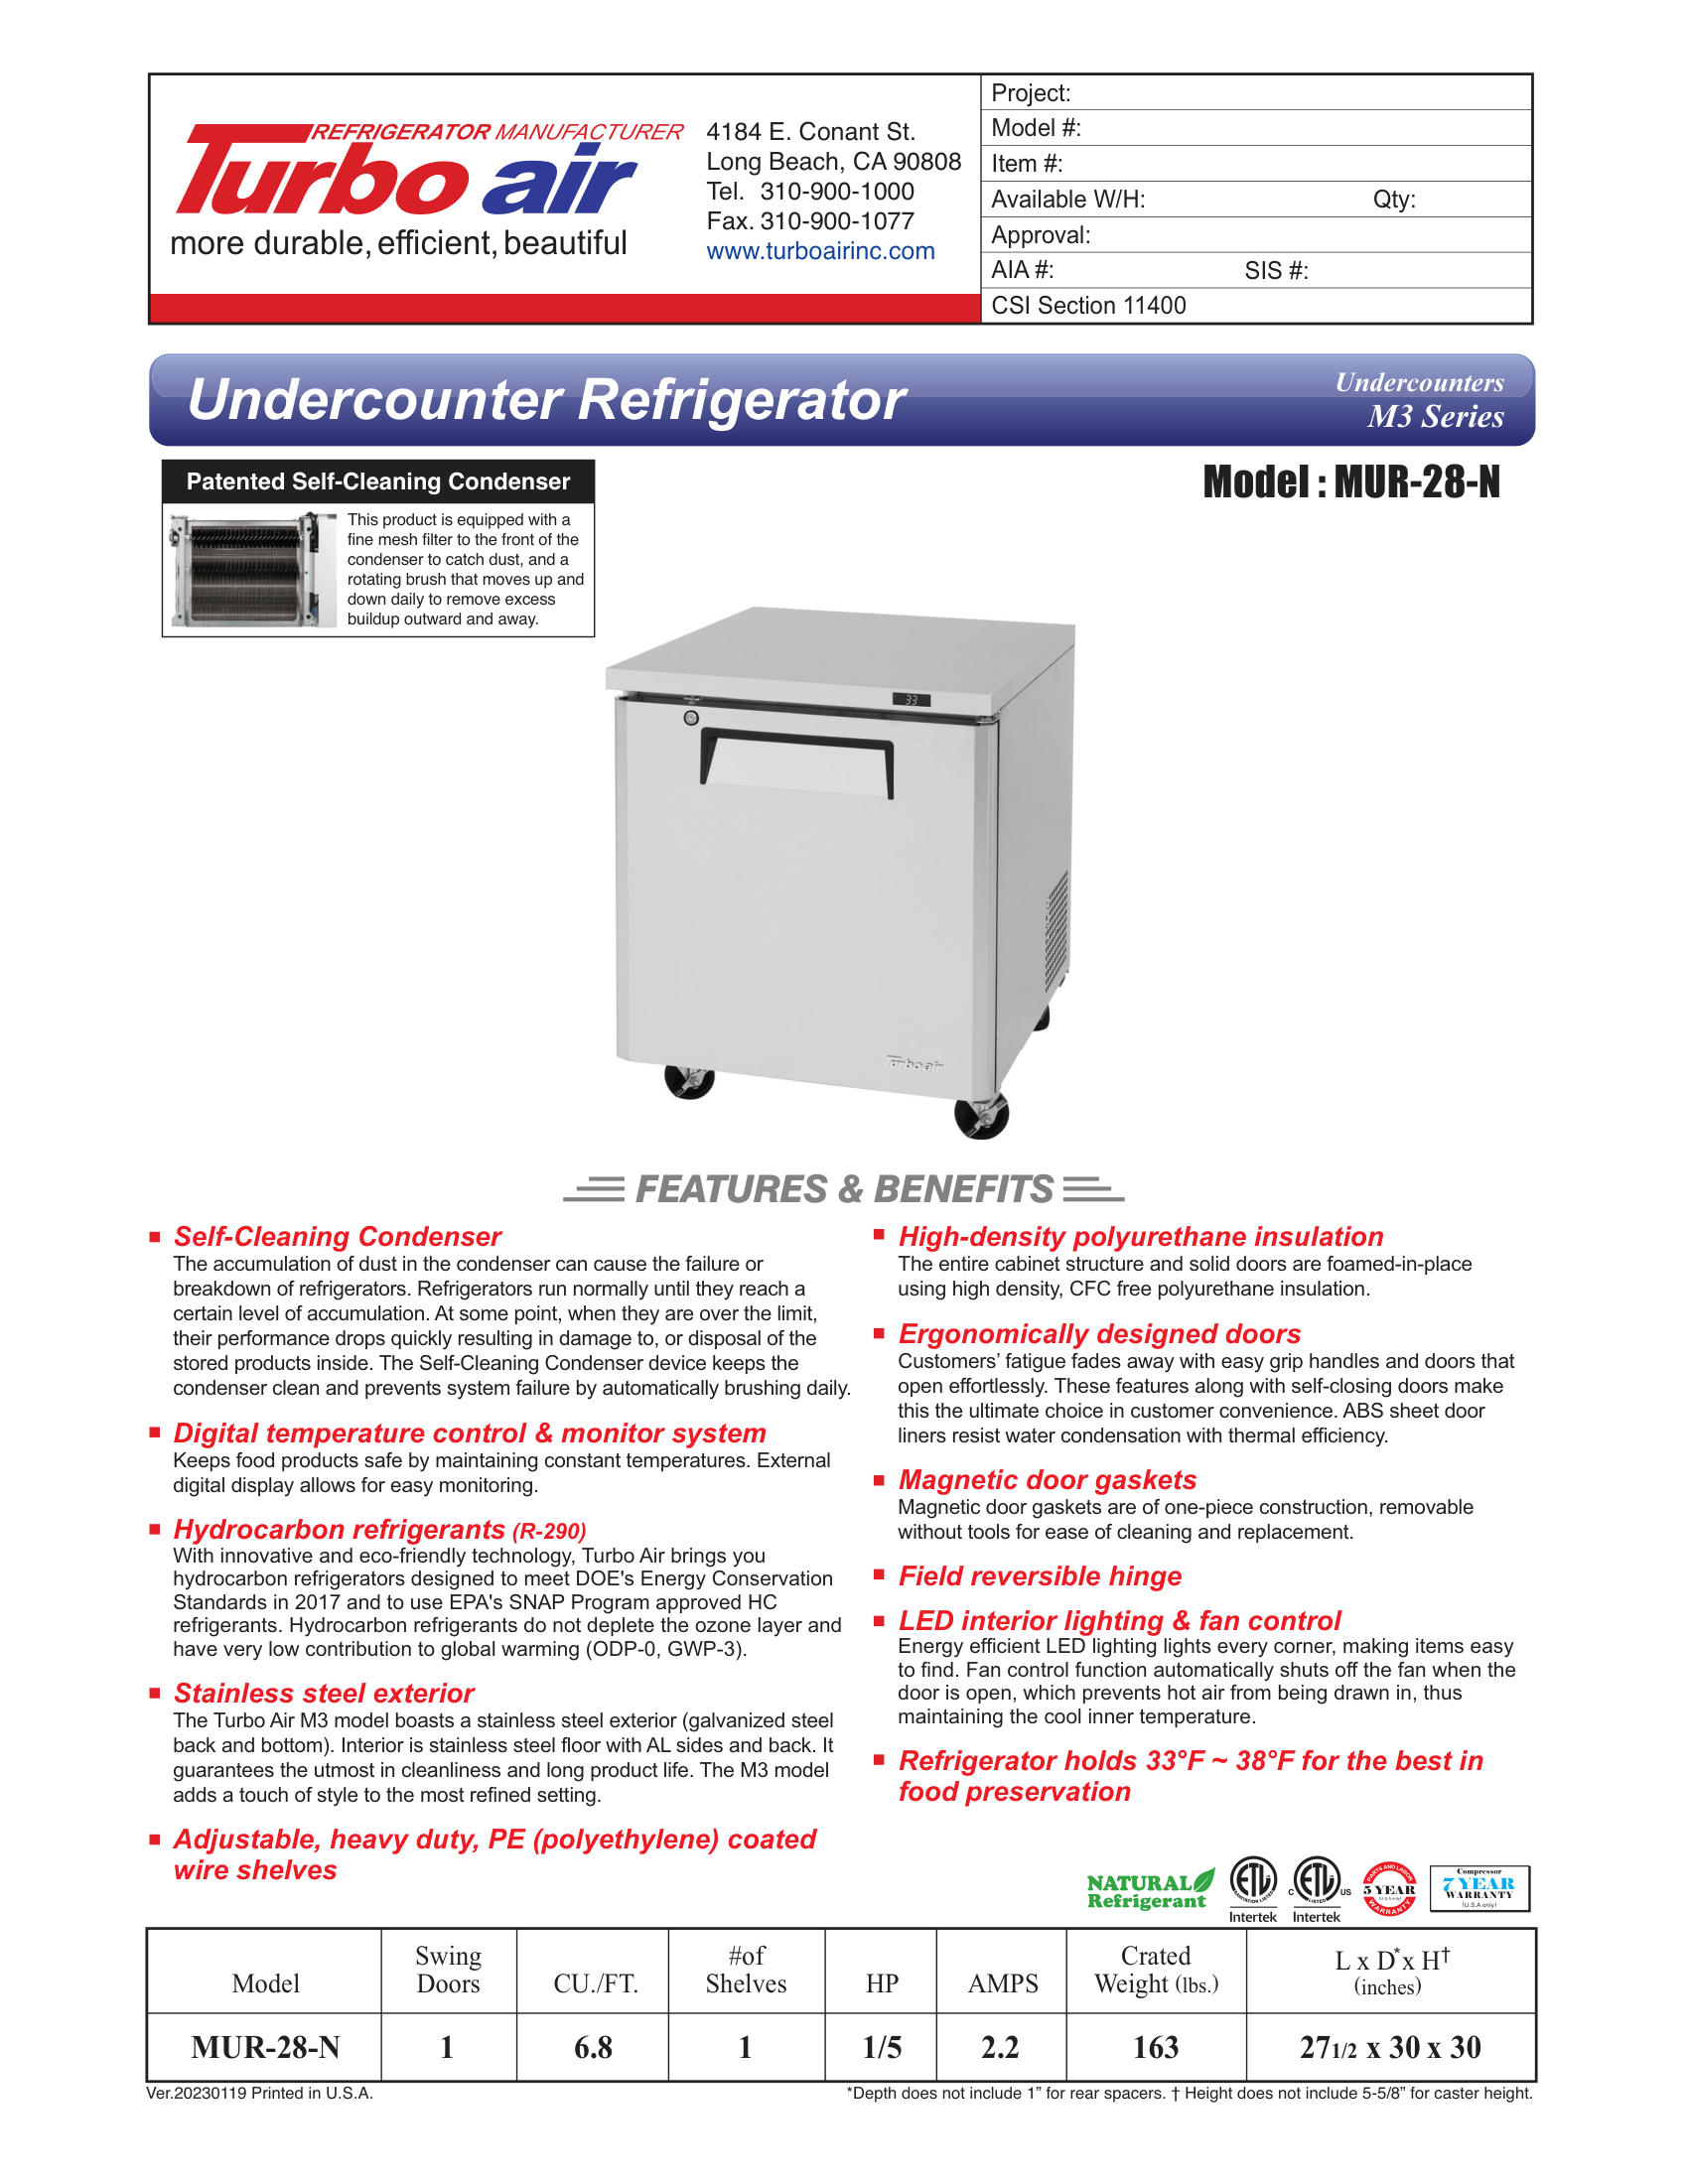 REFRIGERATOR MANUFACTURER
Turbo air
more durable, efficient, beautiful
4184 E. Conant St.
Long Beach, CA 90808
Tel. 310-900-1000
Fax. 310-900-1077
www.turboairinc.com
Project:
Model #:
Item #:
Available W/H: Qty:
Approval:
AIA #: SIS #:
CSI Section 11400
Undercounter Refrigerator
Undercounters
M3 Series
Patented Self-Cleaning Condenser
This product is equipped with a
fine mesh filter to the front of the
condenser to catch dust, and a
rotating brush that moves up and
down daily to remove excess
buildup outward and away.
Model : MUR-28-N
33
Turbo air
FEATURES & BENEFITS
Self-Cleaning Condenser
The accumulation of dust in the condenser can cause the failure or
breakdown of refrigerators. Refrigerators run normally until they reach a
certain level of accumulation. At some point, when they are over the limit,
their performance drops quickly resulting in damage to, or disposal of the
stored products inside. The Self-Cleaning Condenser device keeps the
condenser clean and prevents system failure by automatically brushing daily.
Digital temperature control & monitor system
Keeps food products safe by maintaining constant temperatures. External
digital display allows for easy monitoring.
Hydrocarbon refrigerants (R-290)
With innovative and eco-friendly technology, Turbo Air brings you
hydrocarbon refrigerators designed to meet DOE's Energy Conservation
Standards in 2017 and to use EPA's SNAP Program approved HC
refrigerants. Hydrocarbon refrigerants do not deplete the ozone layer and
have very low contribution to global warming (ODP-0, GWP-3).
Stainless steel exterior
The Turbo Air M3 model boasts a stainless steel exterior (galvanized steel
back and bottom). Interior is stainless steel floor with AL sides and back. It
guarantees the utmost in cleanliness and long product life. The M3 model
adds a touch of style to the most refined setting.
Adjustable, heavy duty, PE (polyethylene) coated
wire shelves
High-density polyurethane insulation
The entire cabinet structure and solid doors are foamed-in-place
using high density, CFC free polyurethane insulation.
Ergonomically designed doors
Customers’ fatigue fades away with easy grip handles and doors that
open effortlessly. These features along with self-closing doors make
this the ultimate choice in customer convenience. ABS sheet door
liners resist water condensation with thermal efficiency.
Magnetic door gaskets
Magnetic door gaskets are of one-piece construction, removable
without tools for ease of cleaning and replacement.
Field reversible hinge
LED interior lighting & fan control
Energy efficient LED lighting lights every corner, making items easy
to find. Fan control function automatically shuts off the fan when the
door is open, which prevents hot air from being drawn in, thus
maintaining the cool inner temperature.
Refrigerator holds 33°F ~ 38°F for the best in
food preservation
NATURAL
Refrigerant
ETL
SANITATION LISTED
Intertek
C ETL US
LISTED
Intertek
PARTS AND LABOR
5 YEAR
(U.S.A only)
WARRANTY
Compressor
7 YEAR
WARRANTY
(U.S.A only)
Model Swing Doors CU./FT. #of Shelves HP AMPS Crated Weight (lbs.) L x D* x H† (inches)
MUR-28-N 1 6.8 1 1/5 2.2 163 27 1/2 x 30 x 30
Ver.20230119 Printed in U.S.A.
*Depth does not include 1” for rear spacers. † Height does not include 5-5/8” for caster height.